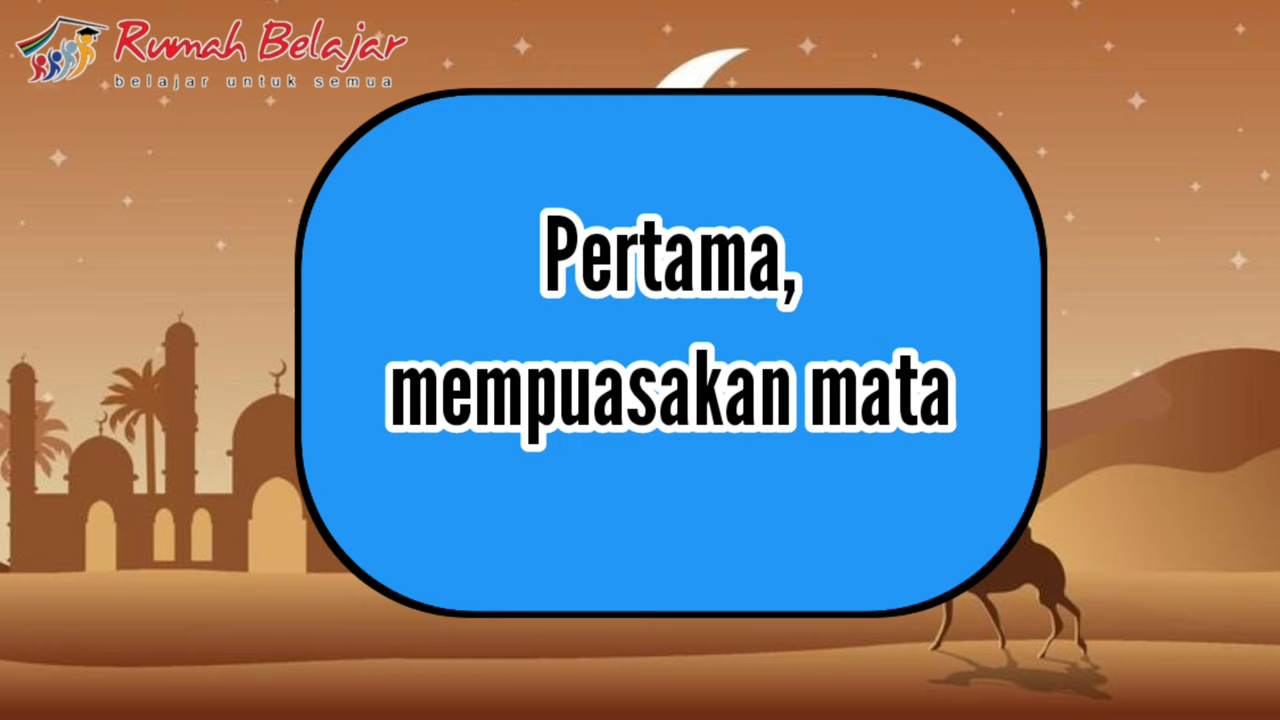 Rumah Belajar
belajar untuk semua
Pertama,
mempuasakan mata